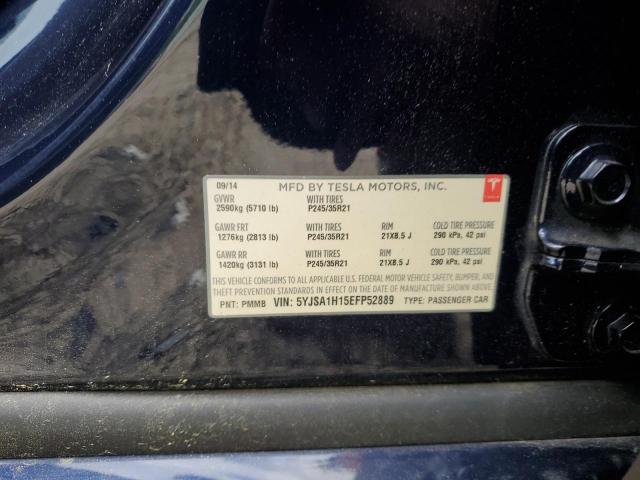 09/14 MFD BY TESLA MOTORS, INC.
GVWR WITH TIRES
2590kg (5710 lb) P245/35R21
GAWR FRT WITH TIRES RIM COLD TIRE PRESSURE
1276kg (2813 lb) P245/35R21 21X8.5 J 290 kPa, 42 psi
GAWR RR WITH TIRES RIM COLD TIRE PRESSURE
1420kg (3131 lb) P245/35R21 21X8.5 J 290 kPa, 42 psi
THIS VEHICLE CONFORMS TO ALL APPLICABLE U.S. FEDERAL MOTOR VEHICLE SAFETY, BUMPER, AND
THEFT PREVENTION STANDARDS IN EFFECT ON THE DATE OF MANUFACTURE SHOWN ABOVE.
PNT: PMMB VIN: 5YJSA1H15EFP52889 TYPE: PASSENGER CAR
TESLA